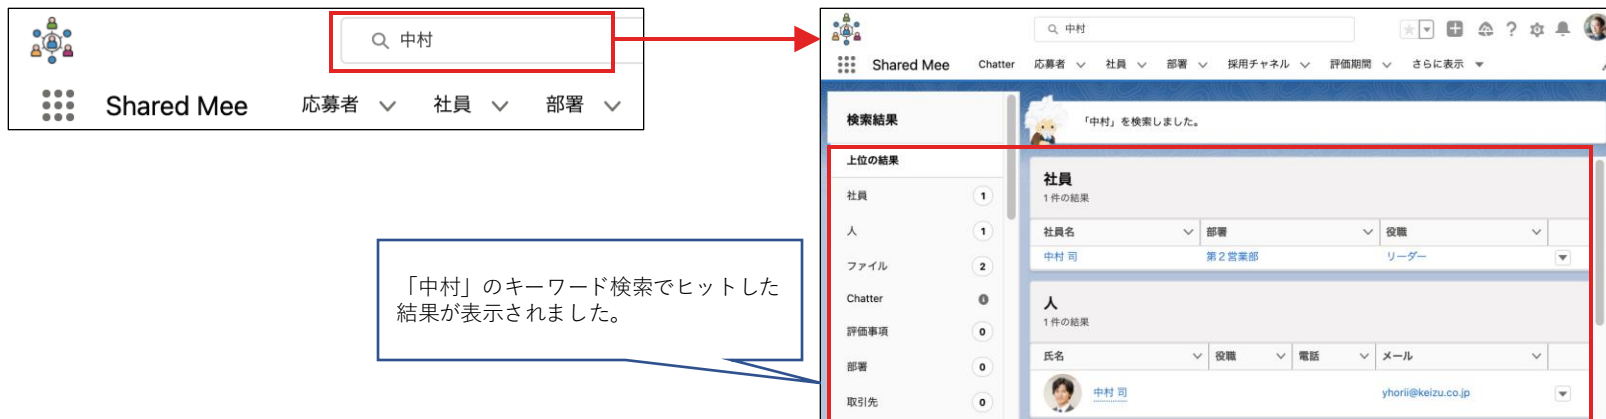 中村
Shared Mee 応募者 社員 部署
「中村」のキーワード検索でヒットした
結果が表示されました。
中村
Shared Mee Chatter 応募者 社員 部署 採用チャネル 評価期間 さらに表示
検索結果
上位の結果
社員 1
人 1
ファイル 2
Chatter
評価事項 0
部署 0
取引先 0
「中村」を検索しました。
社員
1件の結果
社員名 部署 役職
中村 司 第２営業部 リーダー
人
1件の結果
氏名 役職 電話 メール
中村 司 yhorii@keizu.co.jp